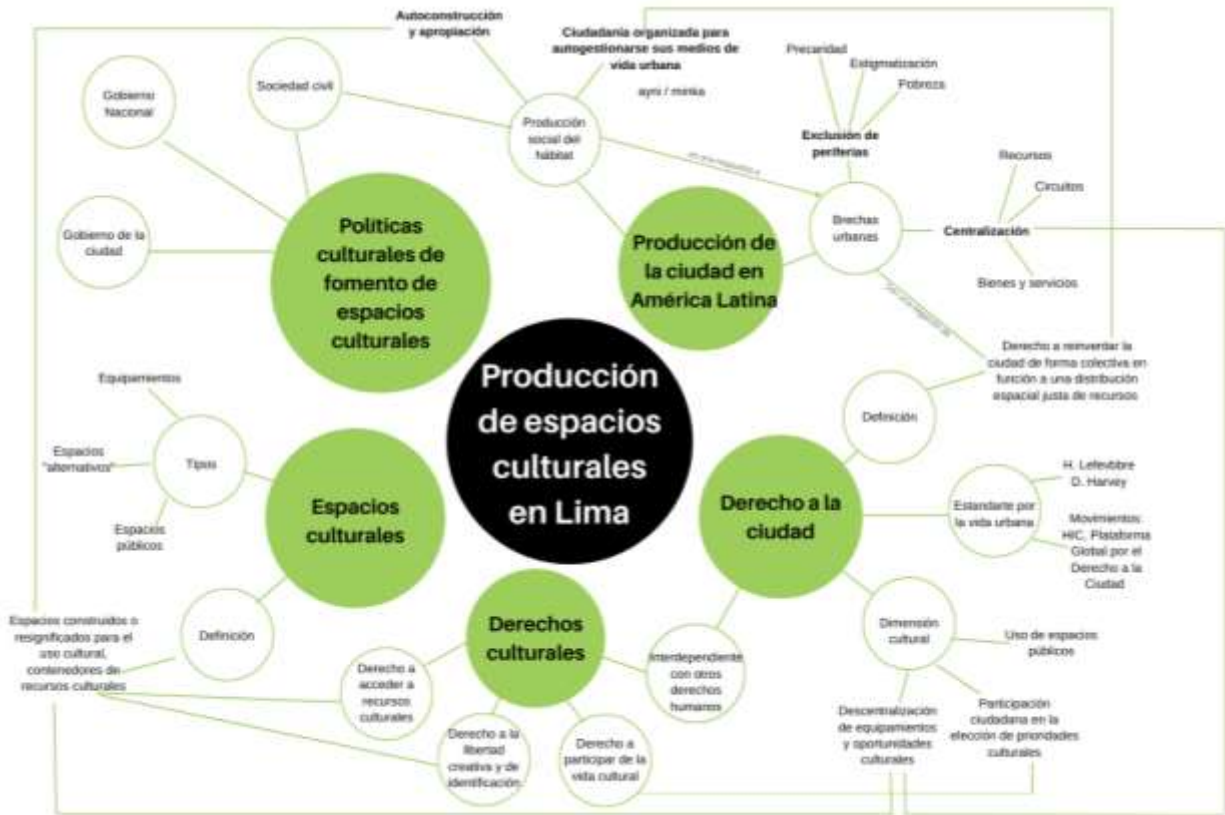 Autoconstrucción
y apropiación
Ciudadanía organizada para
autogestionarse sus medios de
vida urbana
ayni / minka
Precaridad
Estigmatización
Pobreza
Exclusión de
periferias
Gobierno
Nacional
Sociedad civil
Producción
social del
hábitat
Recursos
Circuitos
Centralización
Bienes y servicios
Brechas
urbanes
Gobierno de la
ciudad
Políticas
culturales de
fomento de
espacios
culturales
Producción de
la ciudad en
América Latina
Derecho a reinventar la
ciudad de forma colectiva en
función a una distribución
espacial justa de recursos
Producción
de espacios
culturales
en Lima
Equipamientos
Espacios
"alternativos"
Tipos
Espacios
públicos
Espacios
culturales
Definición
Derecho a la
ciudad
Estandarte por
la vida urbana
H. Lefevbbre
D. Harvey
Movimientos:
HIC, Plataforma
Global por el
Derecho a la
Ciudad
Espacios construidos o
resignificados para el
uso cultural,
contenedores de
recursos culturales
Definición
Derechos
culturales
Derecho a
acceder a
recursos
culturales
Derecho a la
libertad
creativa y de
identificación
Derecho a
participar de la
vida cultural
Interdependiente
con otros
derechos
humanos
Dimensión
cultural
Uso de espacios
públicos
Descentralización
de equipamientos
y oportunidades
culturales
Participación
ciudadana en la
elección de prioridades
culturales